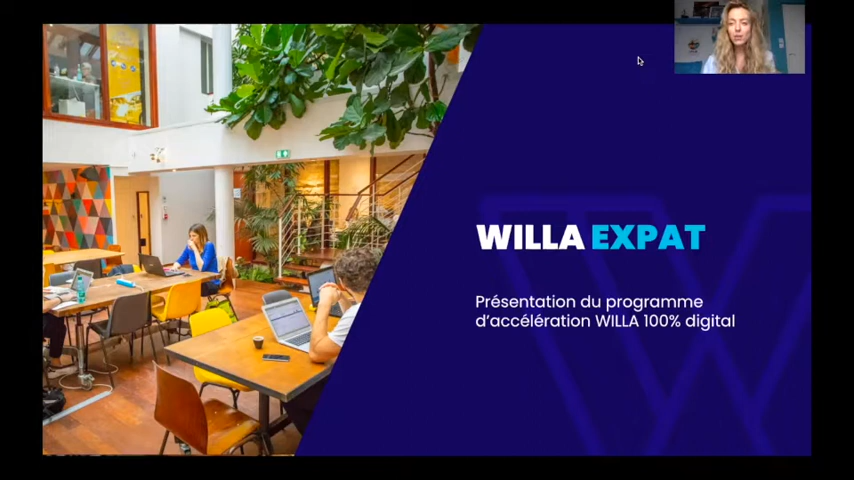 WILLA EXPAT
Présentation du programme
d'accélération WILLA 100% digital